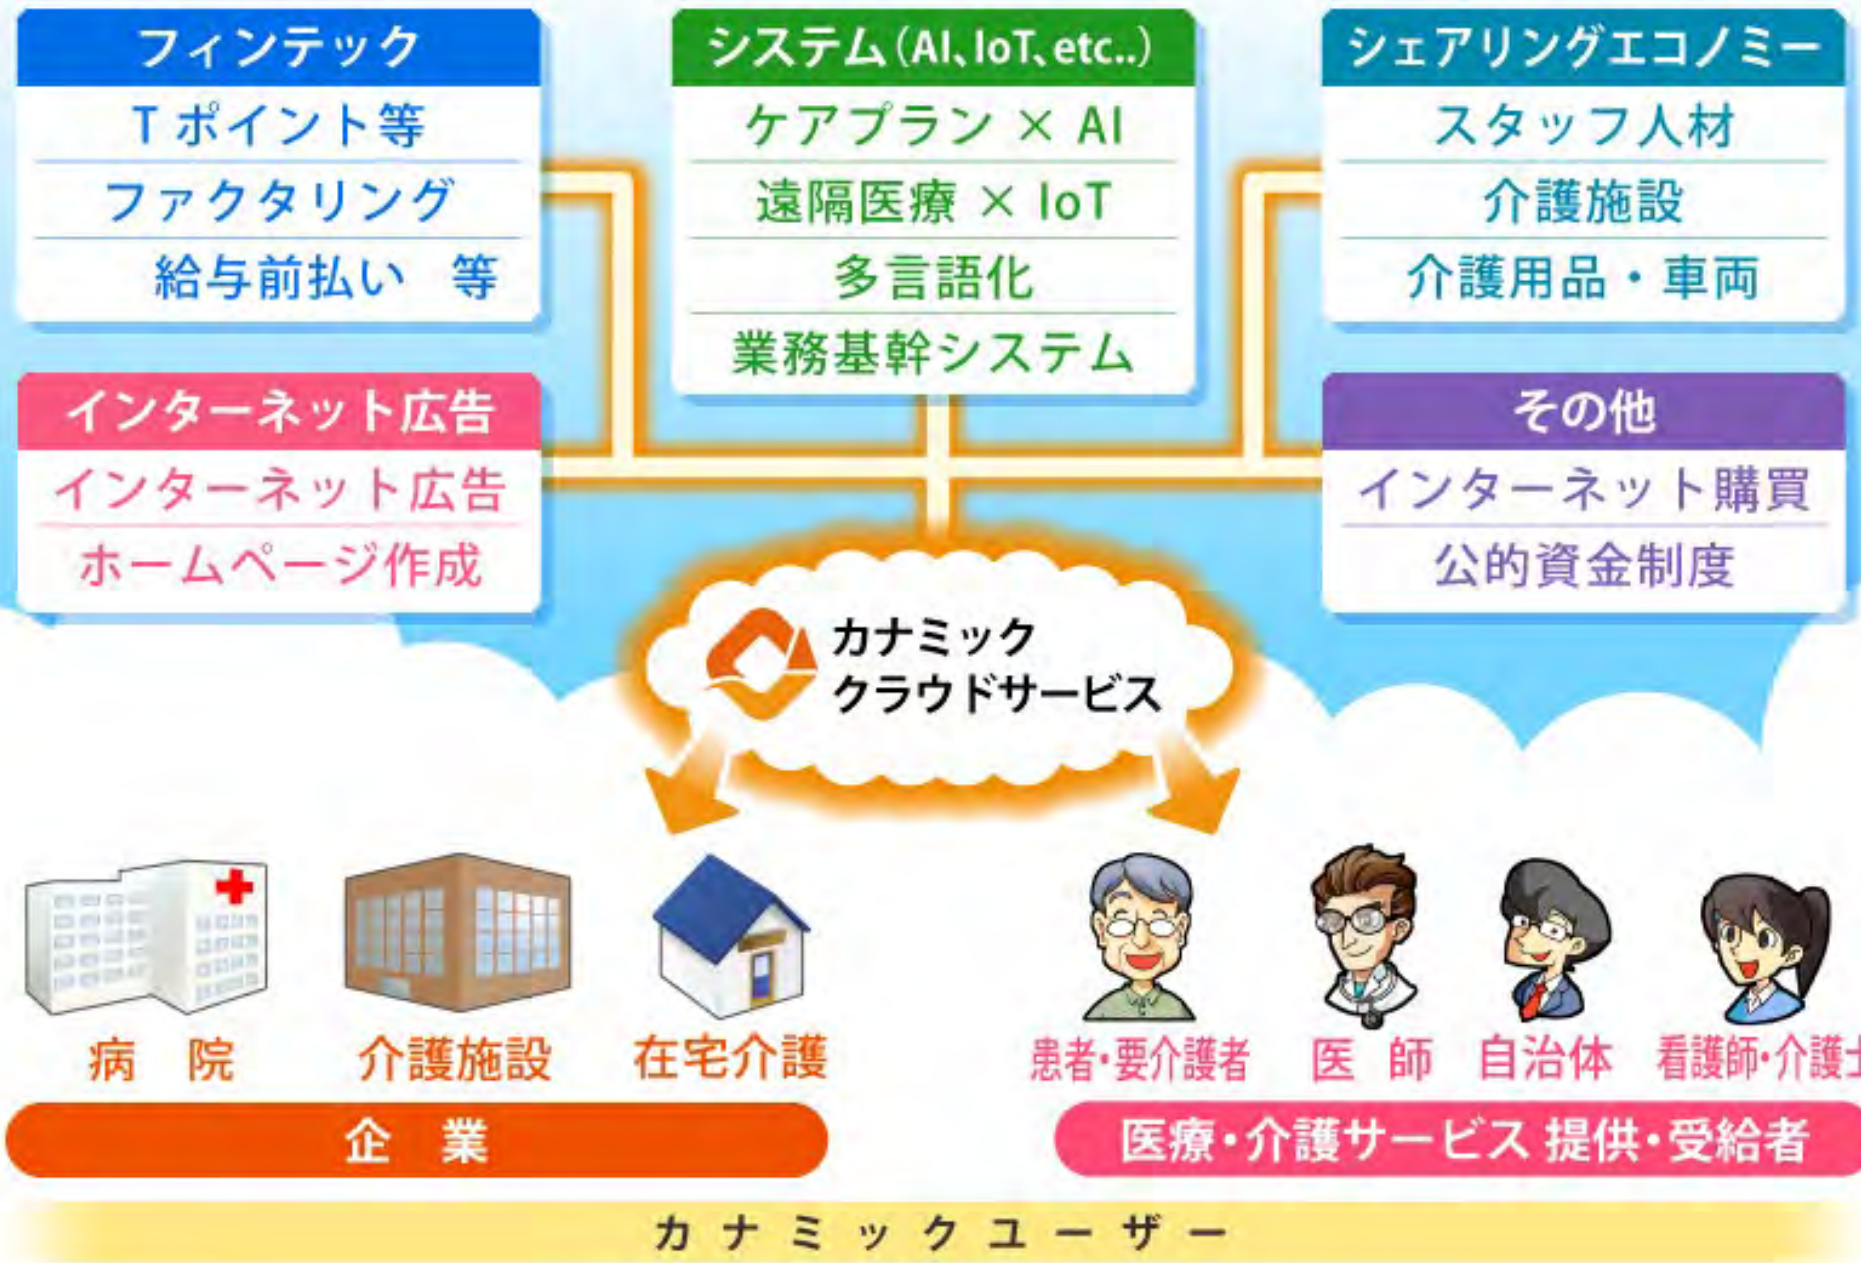 フィンテック
Tポイント等
ファクタリング
給与前払い 等
システム(AI、IoT、etc..)
ケアプラン × AI
遠隔医療 × IoT
多言語化
業務基幹システム
シェアリングエコノミー
スタッフ人材
介護施設
介護用品・車両
インターネット広告
インターネット広告
ホームページ作成
その他
インターネット購買
公的資金制度
カナミック
クラウドサービス
病 院
介護施設
在宅介護
患者・要介護者
医 師
自治体
看護師・介護士
企 業
医療・介護サービス 提供・受給者
カナミックユーザー